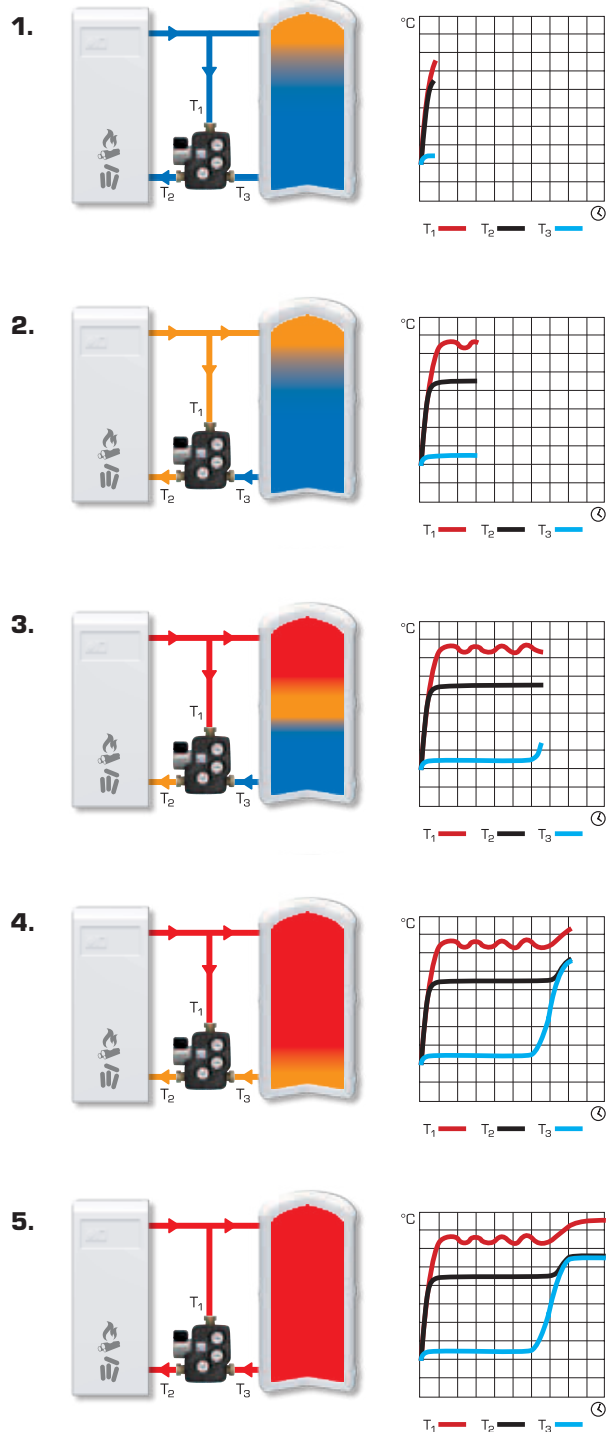 1.
T₁
T₂
T₃
°C
T₁ T₂ T₃
2.
T₁
T₂
T₃
°C
T₁ T₂ T₃
3.
T₁
T₂
T₃
°C
T₁ T₂ T₃
4.
T₁
T₂
T₃
°C
T₁ T₂ T₃
5.
T₁
T₂
T₃
°C
T₁ T₂ T₃